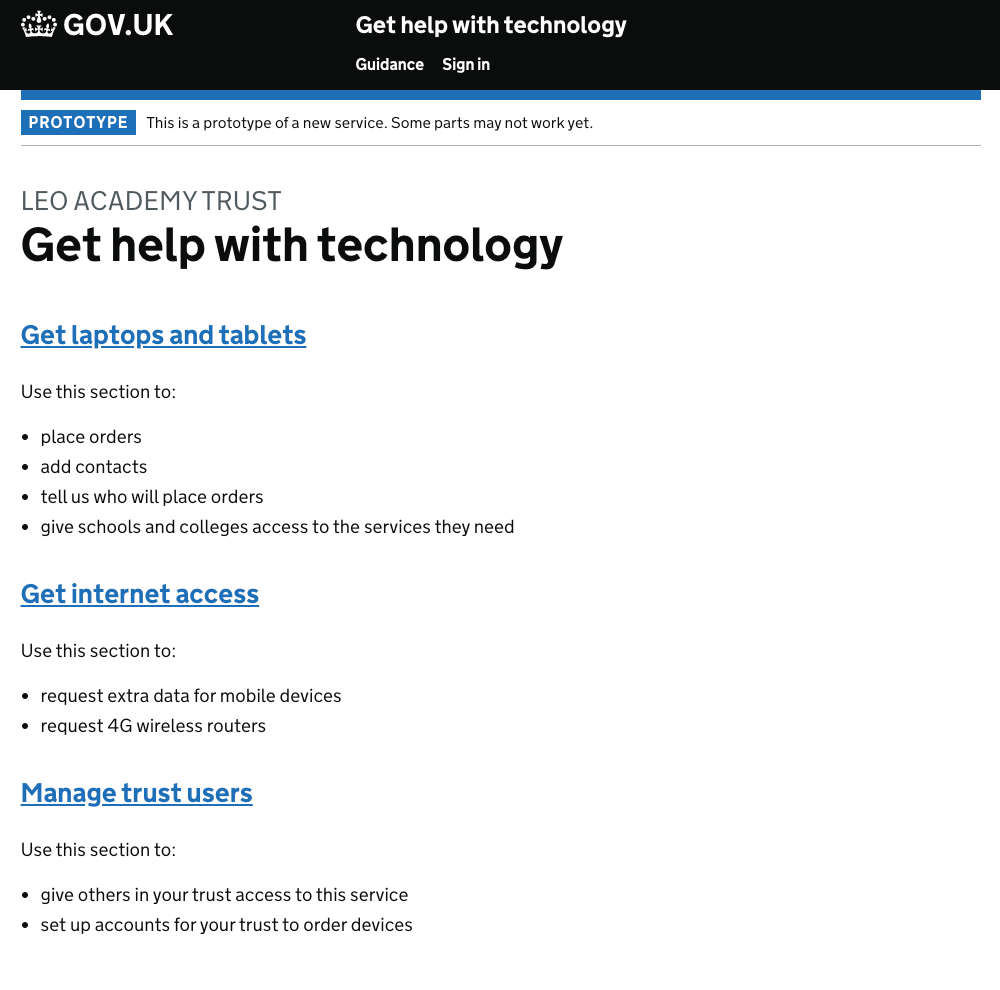 GOV.UK
Get help with technology
Guidance Sign in
PROTOTYPE This is a prototype of a new service. Some parts may not work yet.
LEO ACADEMY TRUST
Get help with technology
Get laptops and tablets
Use this section to:
• place orders
• add contacts
• tell us who will place orders
• give schools and colleges access to the services they need
Get internet access
Use this section to:
• request extra data for mobile devices
• request 4G wireless routers
Manage trust users
Use this section to:
• give others in your trust access to this service
• set up accounts for your trust to order devices